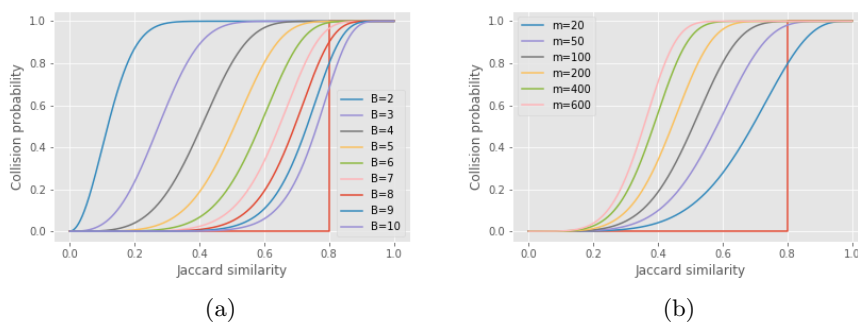 1.0
0.8
0.6
0.4
0.2
0.0
Collision probability
0.0 0.2 0.4 0.6 0.8 1.0
Jaccard similarity
B=2
B=3
B=4
B=5
B=6
B=7
B=8
B=9
B=10
(a)
1.0
0.8
0.6
0.4
0.2
0.0
Collision probability
0.0 0.2 0.4 0.6 0.8 1.0
Jaccard similarity
m=20
m=50
m=100
m=200
m=400
m=600
(b)